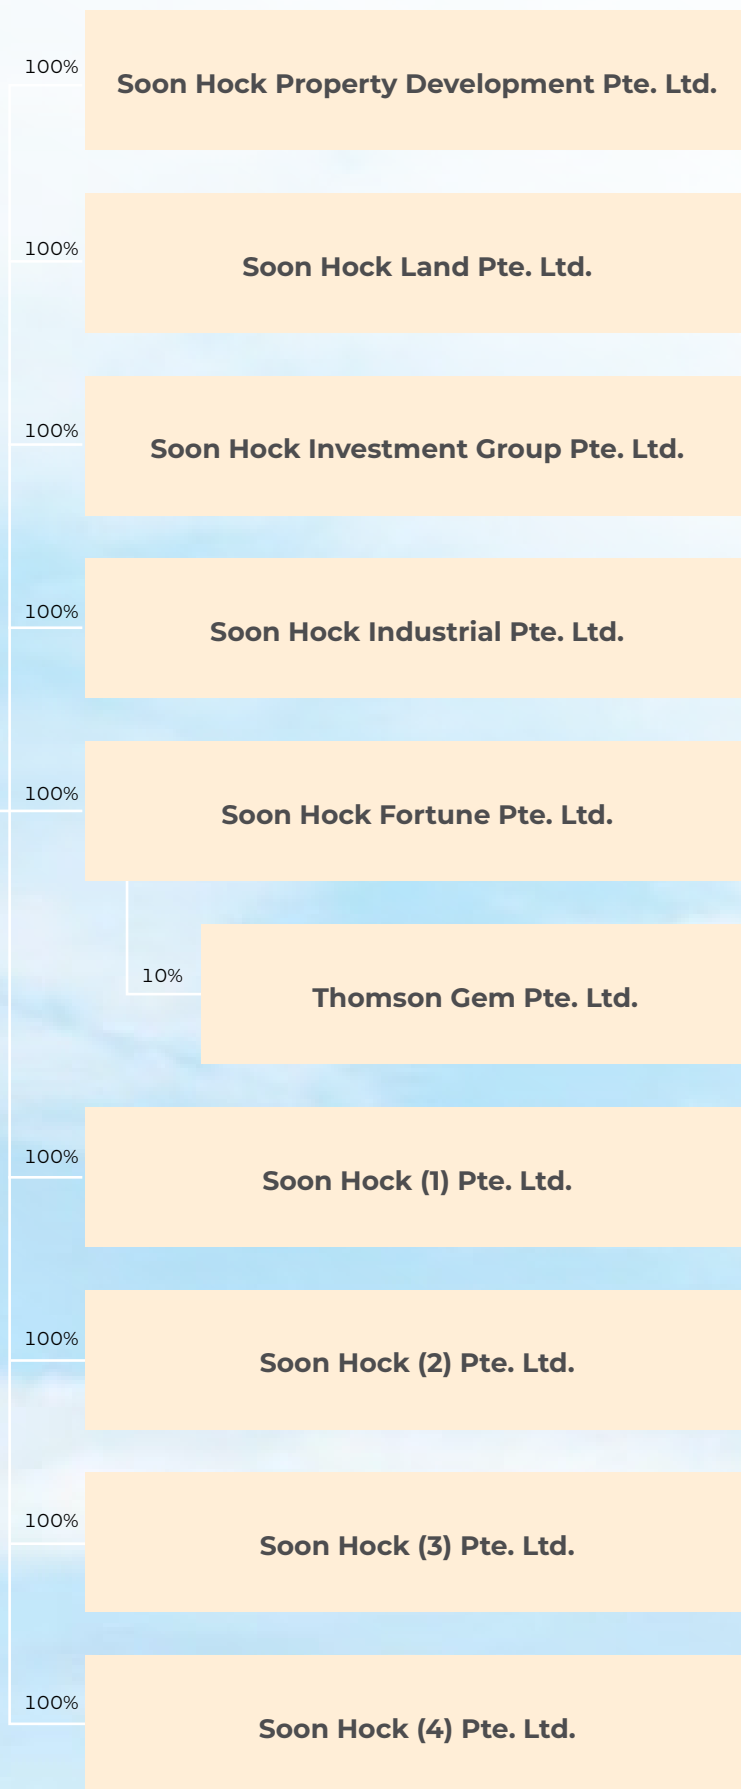 100%
Soon Hock Property Development Pte. Ltd.
100%
Soon Hock Land Pte. Ltd.
100%
Soon Hock Investment Group Pte. Ltd.
100%
Soon Hock Industrial Pte. Ltd.
100%
Soon Hock Fortune Pte. Ltd.
10%
Thomson Gem Pte. Ltd.
100%
Soon Hock (1) Pte. Ltd.
100%
Soon Hock (2) Pte. Ltd.
100%
Soon Hock (3) Pte. Ltd.
100%
Soon Hock (4) Pte. Ltd.